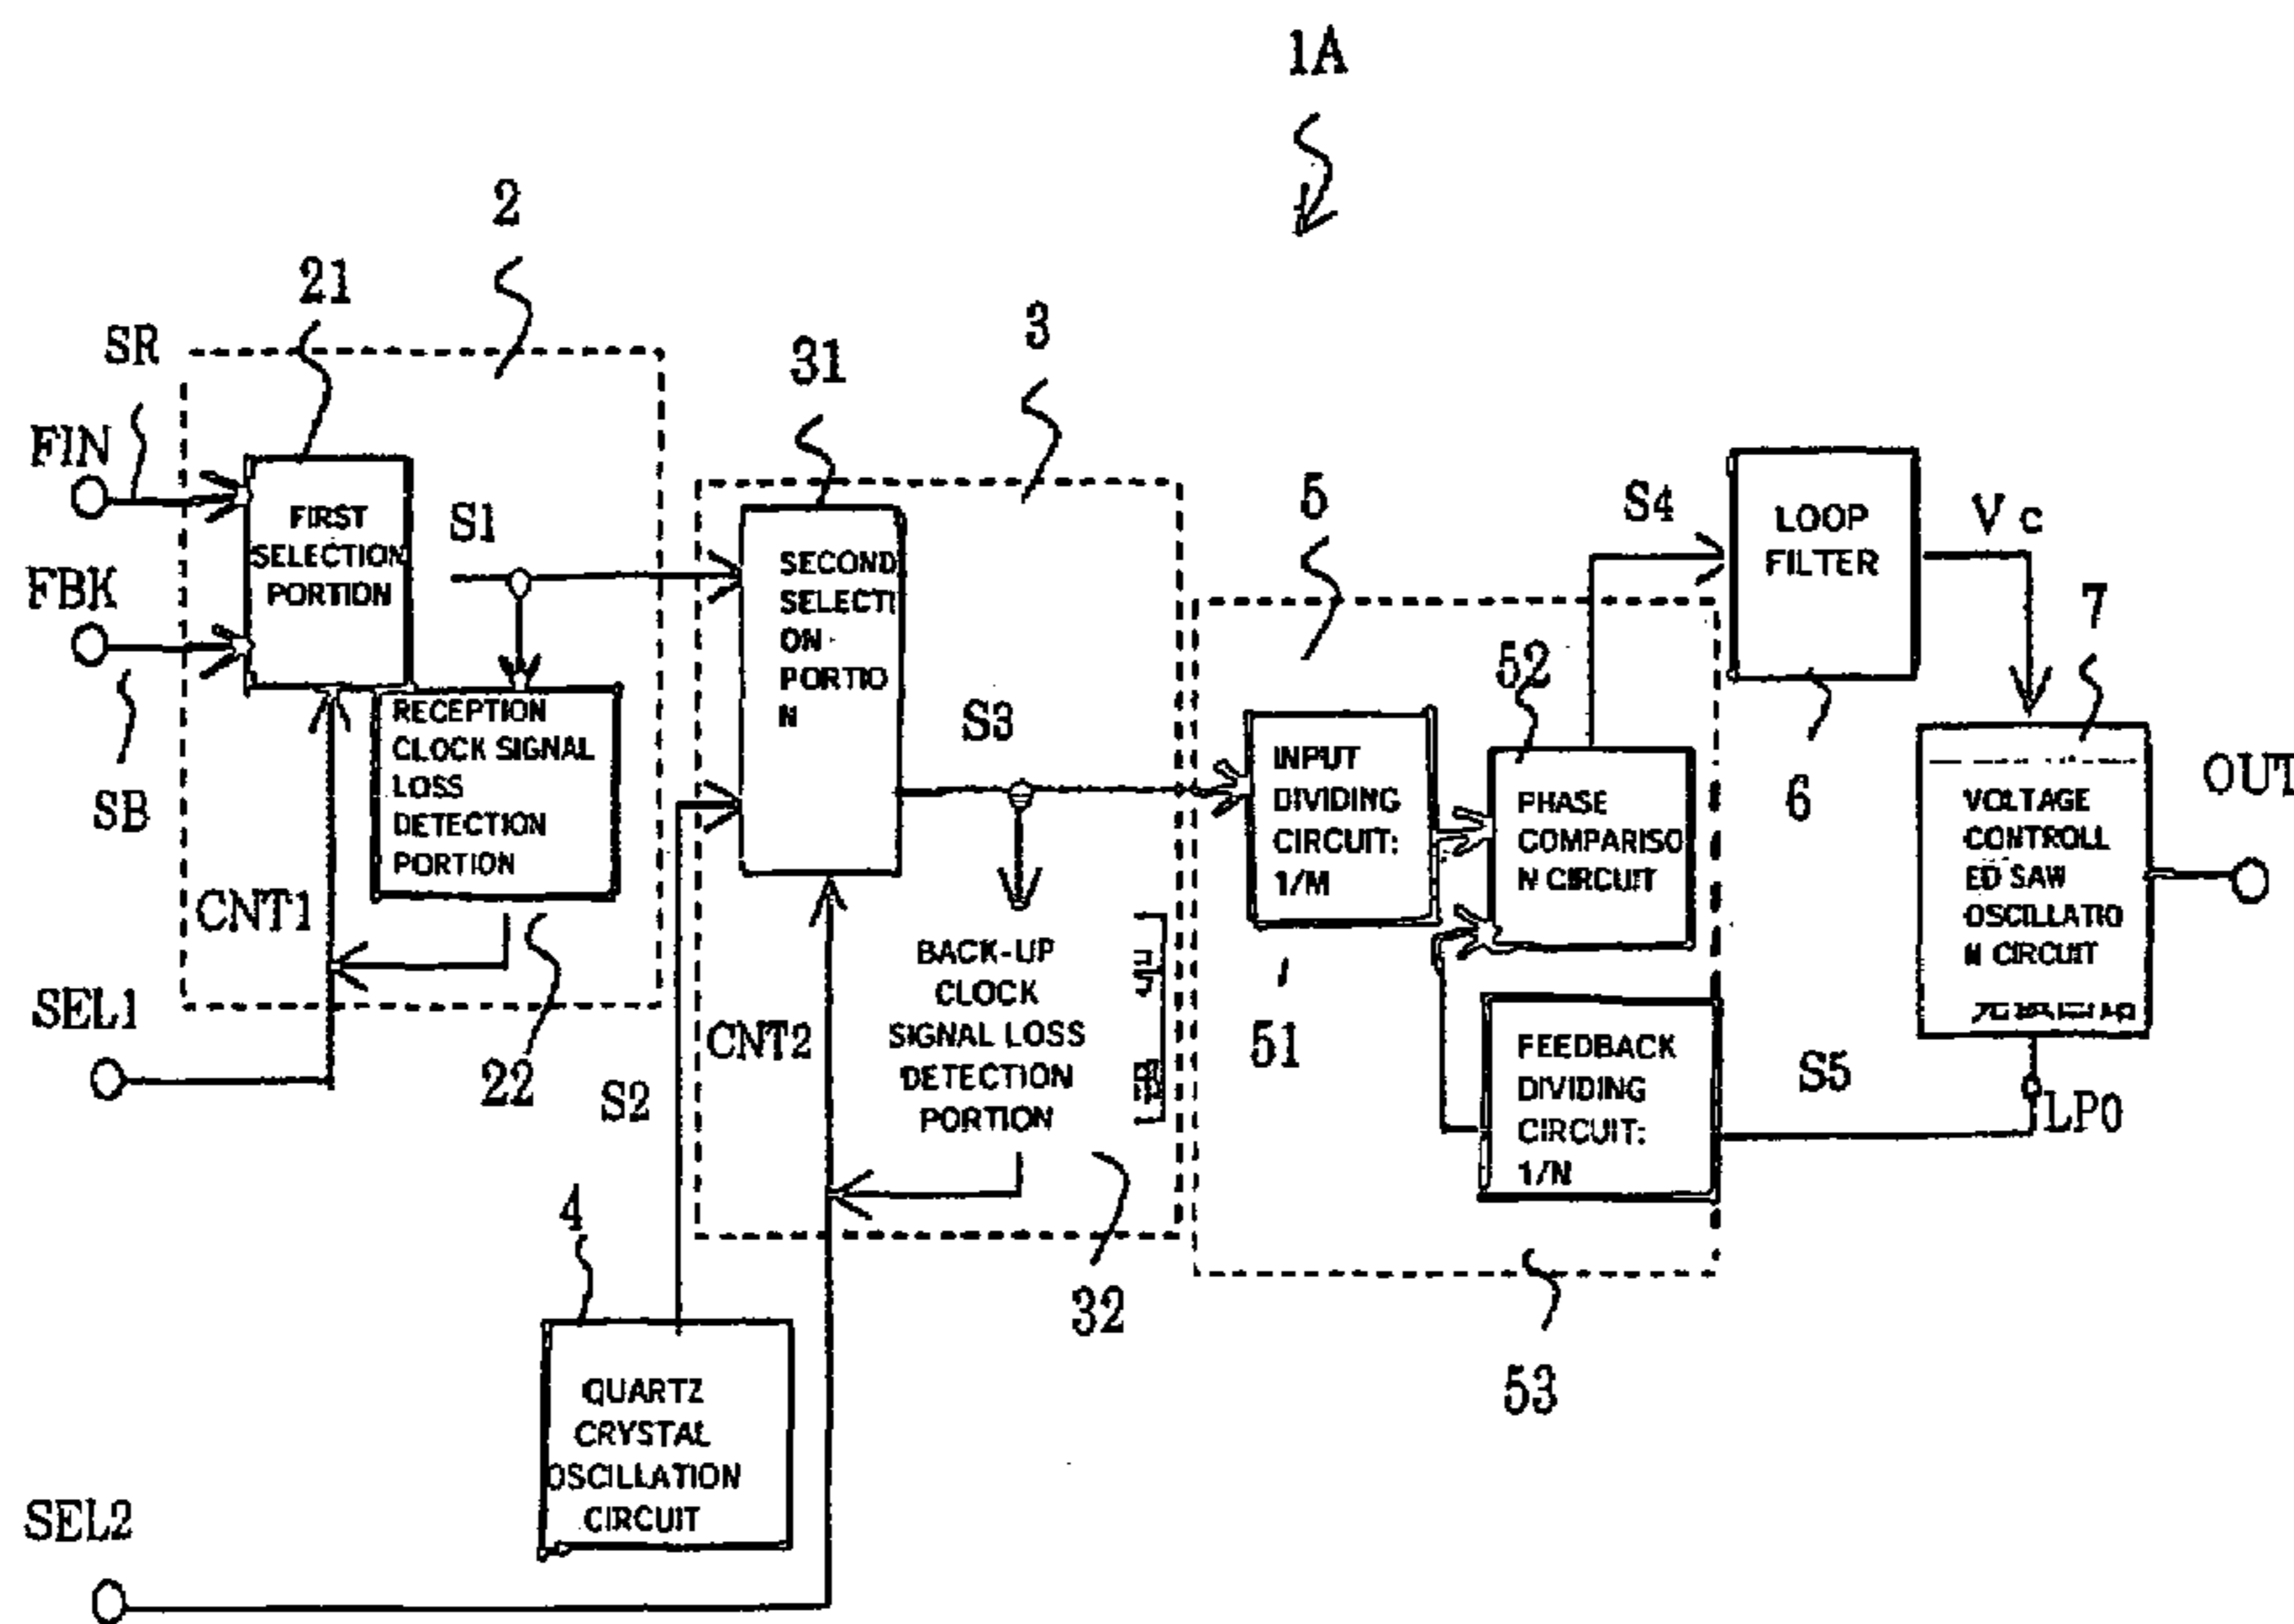 1A
2
21
SR
3
31
FIN
5
S4
LOOP
FILTER
V c
FIRST
SELECTION
PORTION
S1
SECOND
SELECTI
ON
PORTIO
N
FBK
7
52
RECEPTION
CLOCK SIGNAL
LOSS
DETECTION
PORTION
S3
INPUT
DIVIDING
CIRCUIT:
1/M
PHASE
COMPARISO
N CIRCUIT
6
VOLTAGE
CONTROLL
ED SAW
OSCILLATIO
N CIRCUIT
OUT
SB
CNT1
BACK-UP
CLOCK
SIGNAL LOSS
DETECTION
PORTION
SEL1
CNT2
51
FEEDBACK
DIVIDING
CIRCUIT:
1/N
S5
22
S2
LP0
4
32
53
QUARTZ
CRYSTAL
OSCILLATION
CIRCUIT
SEL2